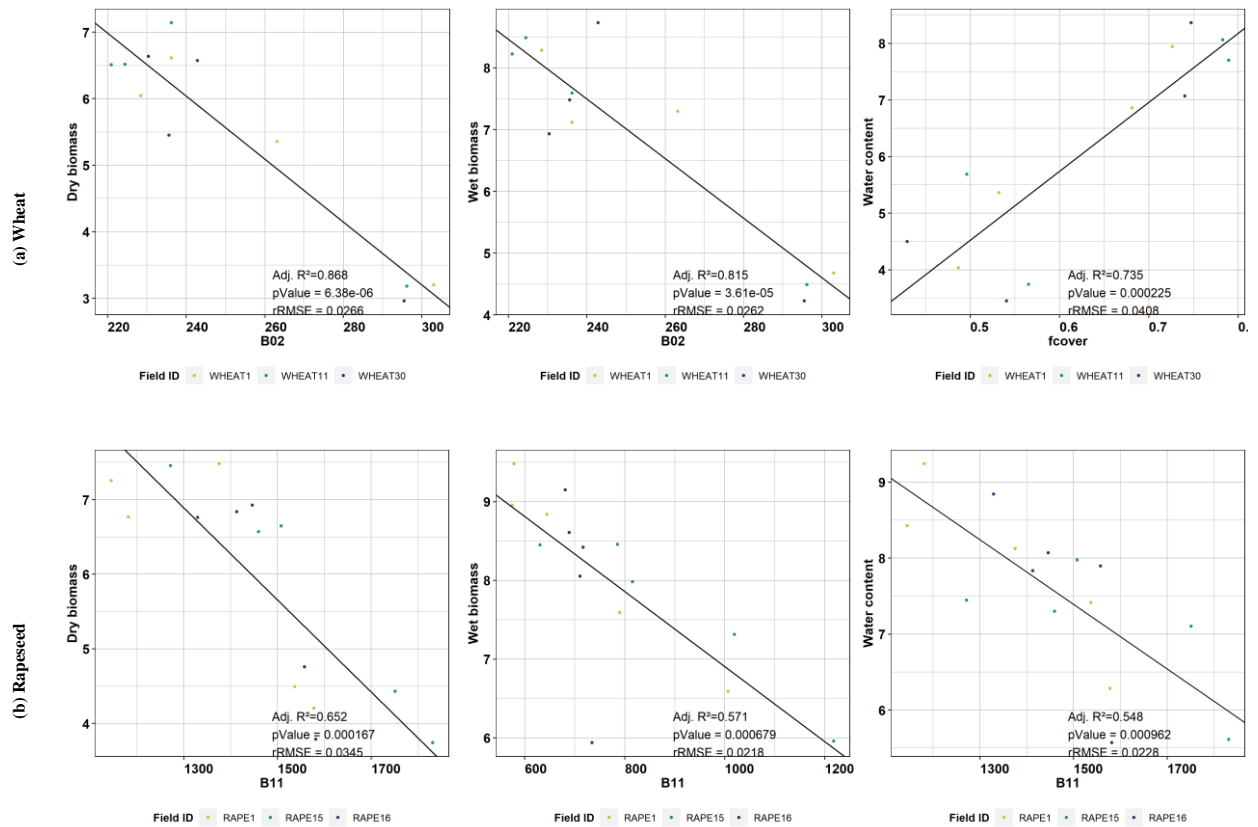 (a) Wheat
Dry biomass
7
6
5
4
3
Adj. R²=0.868
pValue = 6.38e-06
rRMSE = 0.0266
220 240 260 280 300
B02
Field ID WHEAT1 WHEAT11 WHEAT30
Wet biomass
8
7
6
5
4
Adj. R²=0.815
pValue = 3.61e-05
rRMSE = 0.0262
220 240 260 280 300
B02
Field ID WHEAT1 WHEAT11 WHEAT30
Water content
8
7
6
5
4
Adj. R²=0.735
pValue = 0.000225
rRMSE = 0.0408
0.5 0.6 0.7 0.
fcover
Field ID WHEAT1 WHEAT11 WHEAT30
(b) Rapeseed
Dry biomass
7
6
5
4
Adj. R²=0.652
pValue = 0.000167
rRMSE = 0.0345
1300 1500 1700
B11
Field ID RAPE1 RAPE15 RAPE16
Wet biomass
9
8
7
6
Adj. R²=0.571
pValue = 0.000679
rRMSE = 0.0218
600 800 1000 1200
B11
Field ID RAPE1 RAPE15 RAPE16
Water content
9
8
7
6
Adj. R²=0.548
pValue = 0.000962
rRMSE = 0.0228
1300 1500 1700
B11
Field ID RAPE1 RAPE15 RAPE16